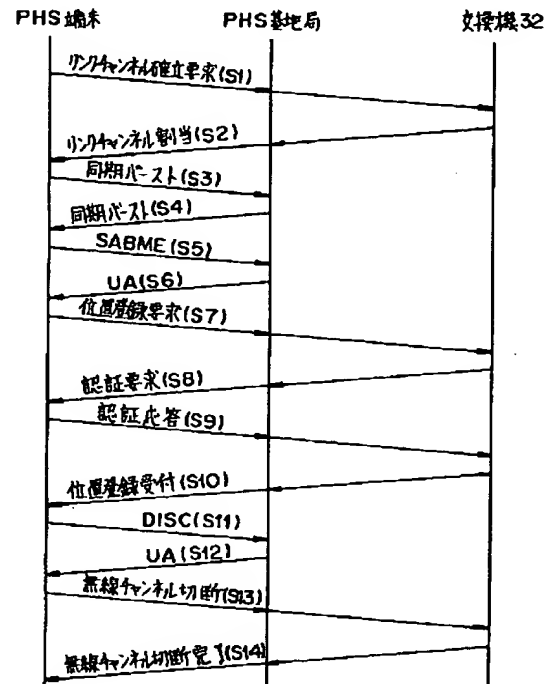 PHS端末
PHS基地局
交換機32
リンクチャンネル確立要求(S1)
リンクチャンネル割当(S2)
同期バースト(S3)
同期バースト(S4)
SABME(S5)
UA(S6)
位置登録要求(S7)
認証要求(S8)
認証応答(S9)
位置登録受付(S10)
DISC(S11)
UA(S12)
無線チャンネル切断(S13)
無線チャンネル切断完了(S14)